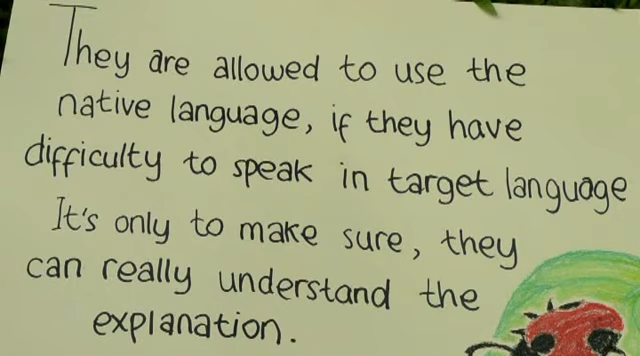 They are allowed to use the
native language, if they have
difficulty to speak in target language
It's only to make sure, they
can really understand the
explanation.